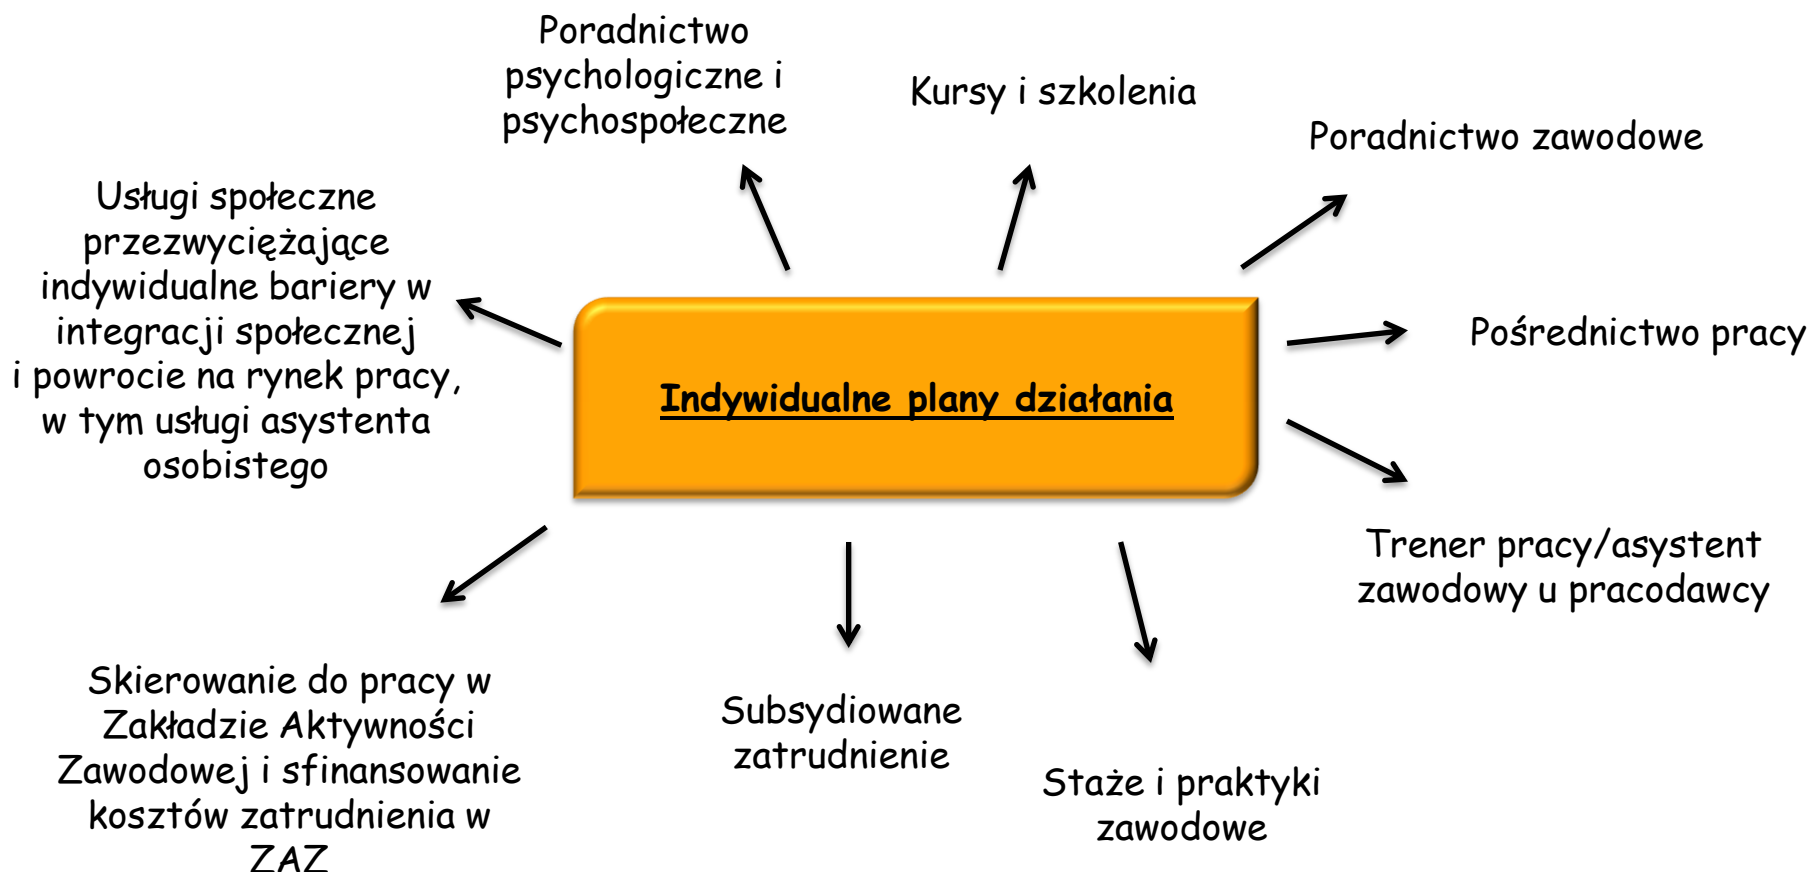 Poradnictwo
psychologiczne i
psychospołeczne
Kursy i szkolenia
Poradnictwo zawodowe
Usługi społeczne
przezwyciężające
indywidualne bariery w
integracji społecznej
i powrocie na rynek pracy,
w tym usługi asystenta
osobistego
Pośrednictwo pracy
Indywidualne plany działania
Trener pracy/asystent
zawodowy u pracodawcy
Skierowanie do pracy w
Zakładzie Aktywności
Zawodowej i sfinansowanie
kosztów zatrudnienia w
ZAZ
Subsydiowane
zatrudnienie
Staże i praktyki
zawodowe